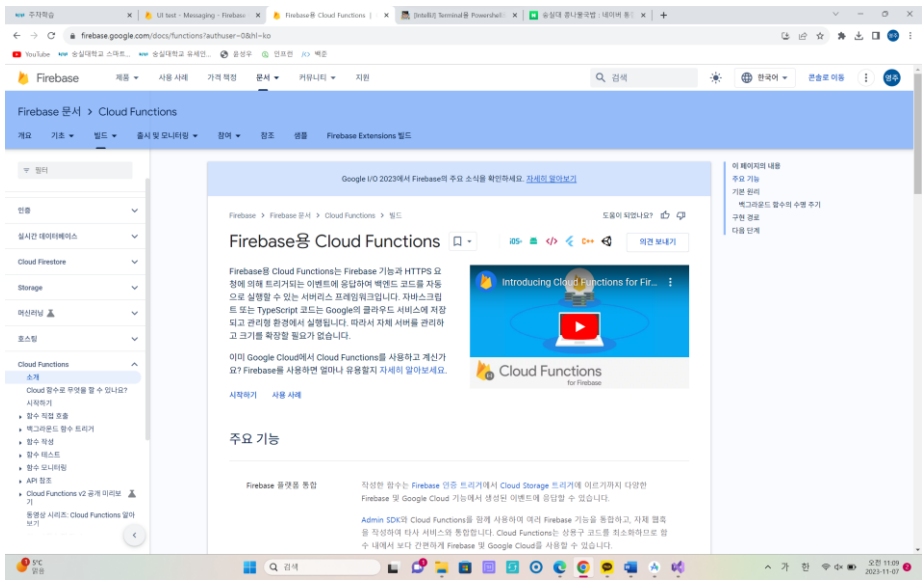 주자학습
UI test - Messaging - Firebase
Firebase용 Cloud Functions |
[IntelliJ] Terminal을 Powershell
숭실대 콩나물국밥 : 네이버 통
firebase.google.com/docs/functions?authuser=0&hl=ko
YouTube
숭실대학교 스마트...
숭실대학교 유세인...
윤성우
인프런
백준
Firebase
제품
사용 사례
가격 책정
문서
커뮤니티
지원
검색
한국어
콘솔로 이동
영주
Firebase 문서 > Cloud Functions
개요
기초
빌드
출시 및 모니터링
참여
참조
샘플
Firebase Extensions 빌드
필터
인증
실시간 데이터베이스
Cloud Firestore
Storage
머신러닝
호스팅
Cloud Functions
소개
Cloud 함수로 무엇을 할 수 있나요?
시작하기
함수 직접 호출
백그라운드 함수 트리거
함수 작성
함수 테스트
함수 모니터링
API 참조
Cloud Functions v2 공개 미리보
기
동영상 시리즈: Cloud Functions 알아
보기
Google I/O 2023에서 Firebase의 주요 소식을 확인하세요. 자세히 알아보기
Firebase > Firebase 문서 > Cloud Functions > 빌드
도움이 되었나요?
Firebase용 Cloud Functions
iOS+
C++
의견 보내기
Firebase용 Cloud Functions는 Firebase 기능과 HTTPS 요
청에 의해 트리거되는 이벤트에 응답하여 백엔드 코드를 자동
으로 실행할 수 있는 서버리스 프레임워크입니다. 자바스크립
트 또는 TypeScript 코드는 Google의 클라우드 서비스에 저장
되고 관리형 환경에서 실행됩니다. 따라서 자체 서버를 관리하
고 크기를 확장할 필요가 없습니다.
이미 Google Cloud에서 Cloud Functions를 사용하고 계신가
요? Firebase를 사용하면 얼마나 유용할지 자세히 알아보세요.
시작하기
사용 사례
Introducing Cloud Functions for Fir...
Cloud Functions
for Firebase
주요 기능
Firebase 플랫폼 통합
작성한 함수는 Firebase 인증 트리거에서 Cloud Storage 트리거에 이르기까지 다양한
Firebase 및 Google Cloud 기능에서 생성된 이벤트에 응답할 수 있습니다.
Admin SDK와 Cloud Functions를 함께 사용하여 여러 Firebase 기능을 통합하고, 자체 웹훅
을 작성하여 타사 서비스와 통합합니다. Cloud Functions는 상용구 코드를 최소화하므로 함
수 내에서 보다 간편하게 Firebase 및 Google Cloud를 사용할 수 있습니다.
이 페이지의 내용
주요 기능
기본 원리
백그라운드 함수의 수명 주기
구현 경로
다음 단계
5°C
맑음
검색
가
한
오전 11:09
2023-11-07